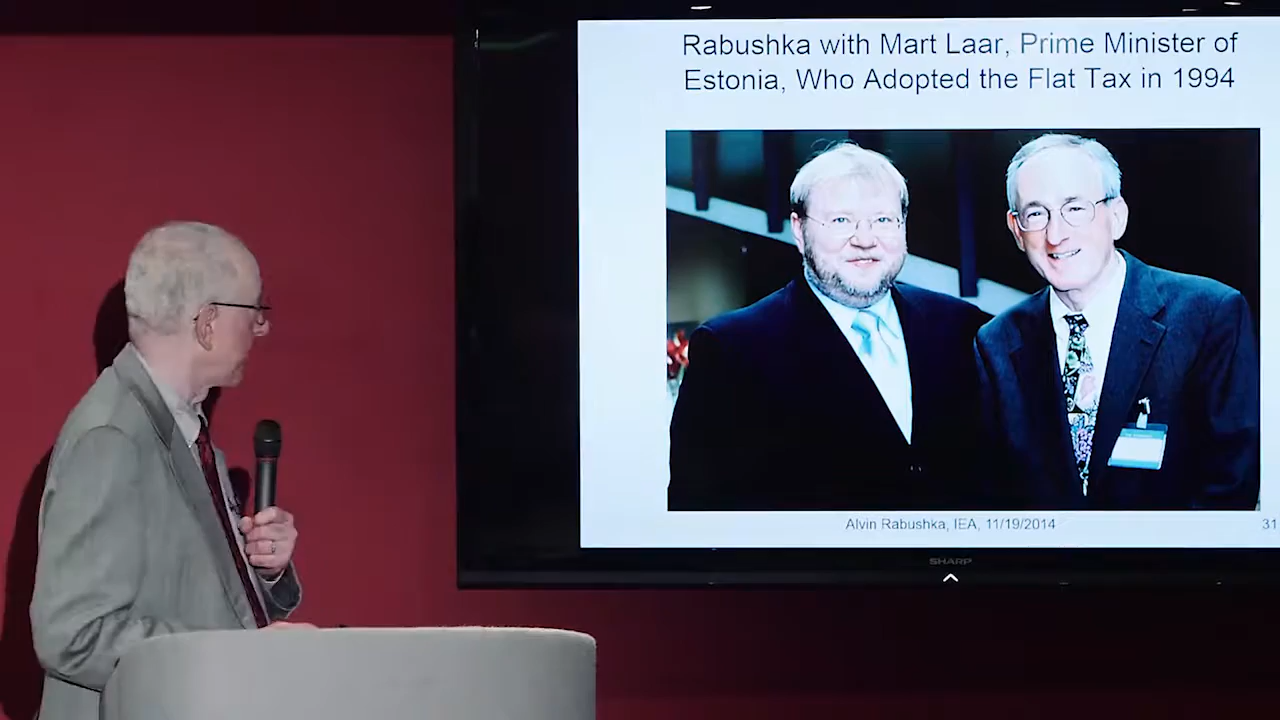 Rabushka with Mart Laar, Prime Minister of
Estonia, Who Adopted the Flat Tax in 1994
Alvin Rabushka, IEA, 11/19/2014
31
SHARP